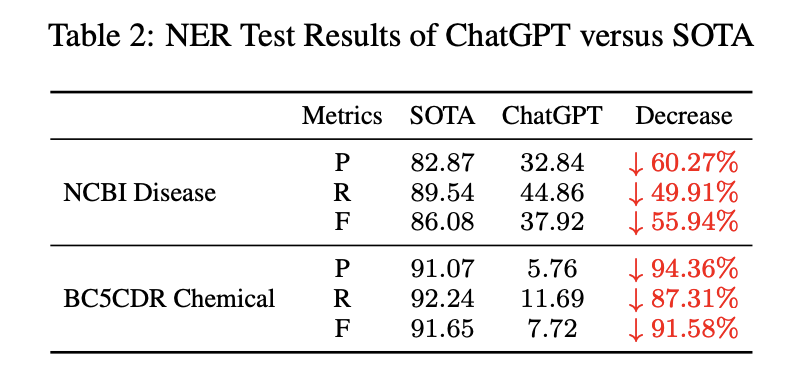 Table 2: NER Test Results of ChatGPT versus SOTA
Metrics SOTA ChatGPT Decrease
P 82.87 32.84 ↓ 60.27%
NCBI Disease R 89.54 44.86 ↓ 49.91%
F 86.08 37.92 ↓ 55.94%
P 91.07 5.76 ↓ 94.36%
BC5CDR Chemical R 92.24 11.69 ↓ 87.31%
F 91.65 7.72 ↓ 91.58%